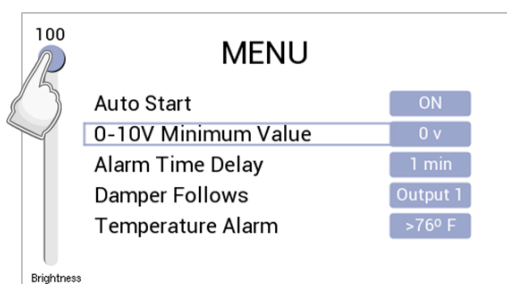 100
MENU
Auto Start ON
0-10V Minimum Value 0 v
Alarm Time Delay 1 min
Damper Follows Output 1
Temperature Alarm >76º F
Brightness